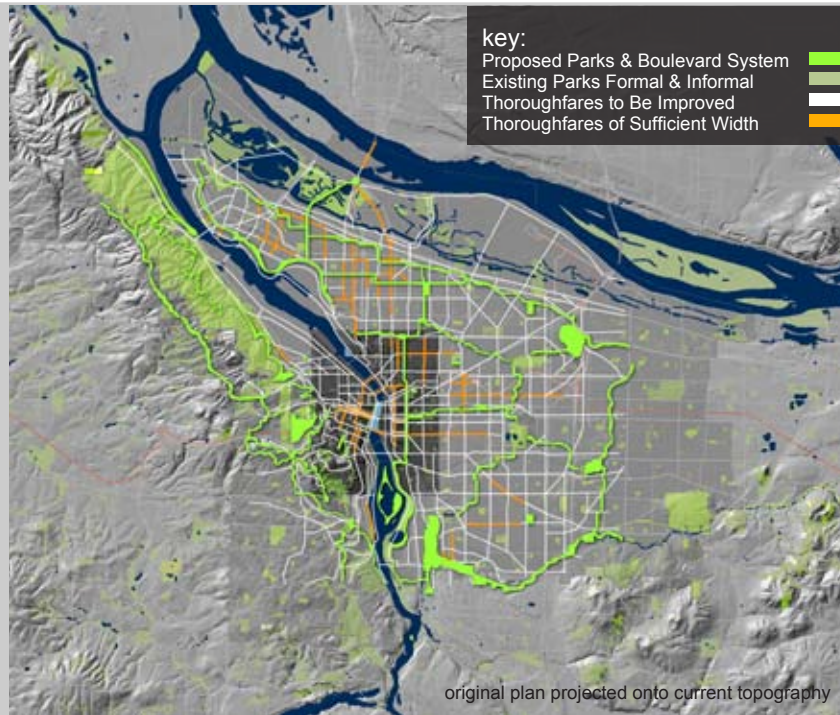 key:
Proposed Parks & Boulevard System
Existing Parks Formal & Informal
Thoroughfares to Be Improved
Thoroughfares of Sufficient Width
original plan projected onto current topography